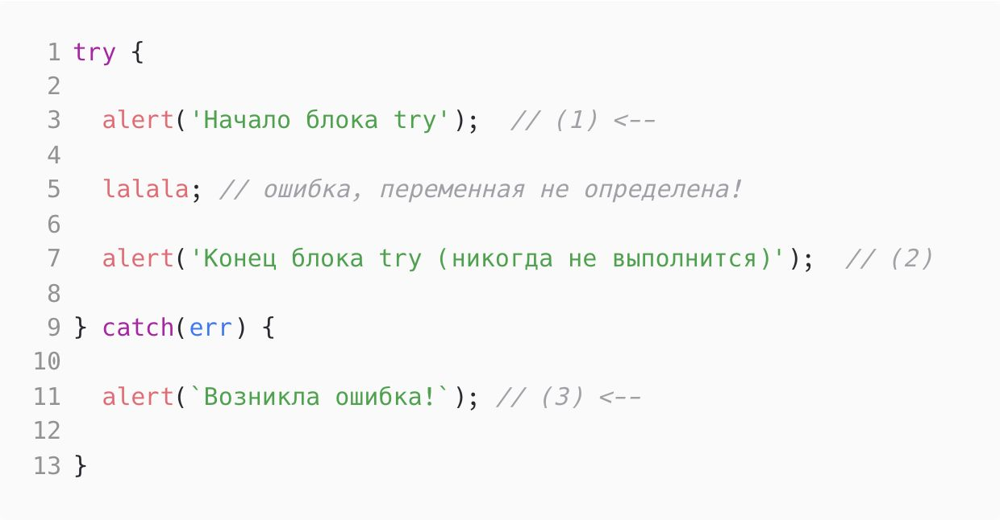 1 try {
2
3   alert('Начало блока try');  // (1) <--
4
5   lalala; // ошибка, переменная не определена!
6
7   alert('Конец блока try (никогда не выполнится)');  // (2)
8
9 } catch(err) {
10
11   alert(`Возникла ошибка!`); // (3) <--
12
13 }